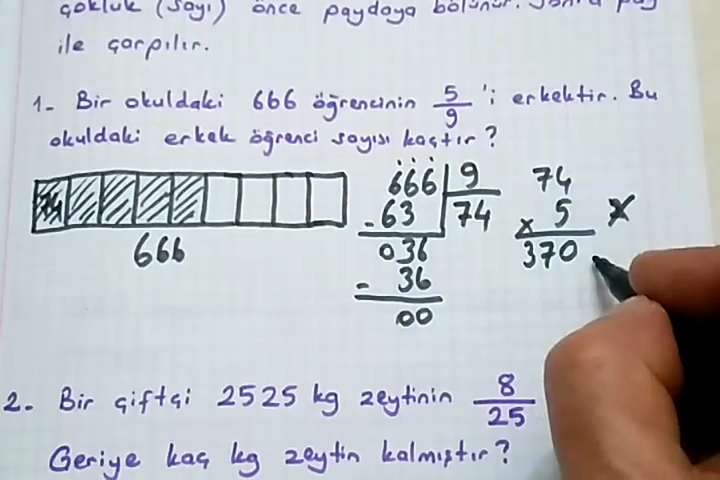 çokluk (sayı) önce paydaya bölünür. Sonra pay
ile çarpılır.
1- Bir okuldaki 666 öğrencinin 5/9 'i erkektir. Bu
okuldaki erkek öğrenci sayısı kaçtır?
666 9 74
- 63 74 x 5 x
036 370
- 36
00
666
2. Bir çiftçi 2525 kg zeytinin 8/25
Geriye kaç kg zeytin kalmıştır?